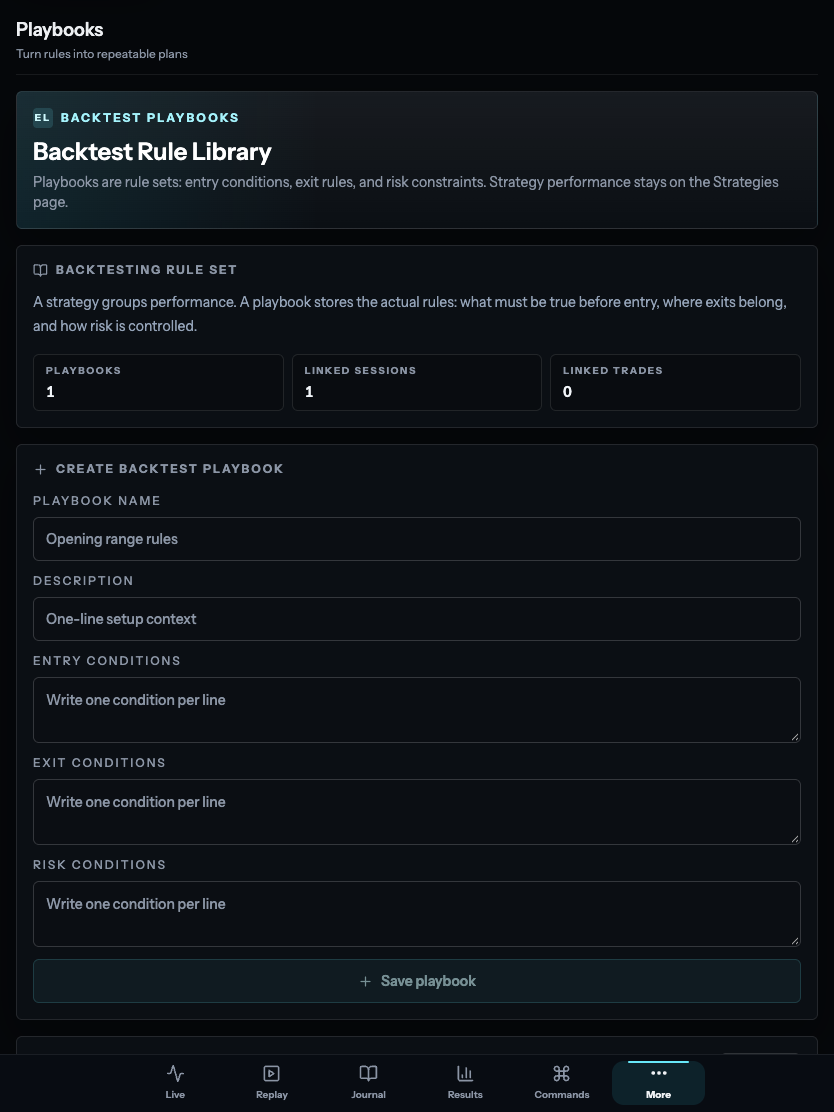 Playbooks
Turn rules into repeatable plans
EL BACKTEST PLAYBOOKS
Backtest Rule Library
Playbooks are rule sets: entry conditions, exit rules, and risk constraints. Strategy performance stays on the Strategies
page.
BACKTESTING RULE SET
A strategy groups performance. A playbook stores the actual rules: what must be true before entry, where exits belong,
and how risk is controlled.
PLAYBOOKS LINKED SESSIONS LINKED TRADES
1 1 0
+ CREATE BACKTEST PLAYBOOK
PLAYBOOK NAME
Opening range rules
DESCRIPTION
One-line setup context
ENTRY CONDITIONS
Write one condition per line
EXIT CONDITIONS
Write one condition per line
RISK CONDITIONS
Write one condition per line
+ Save playbook
Live Replay Journal Results Commands More